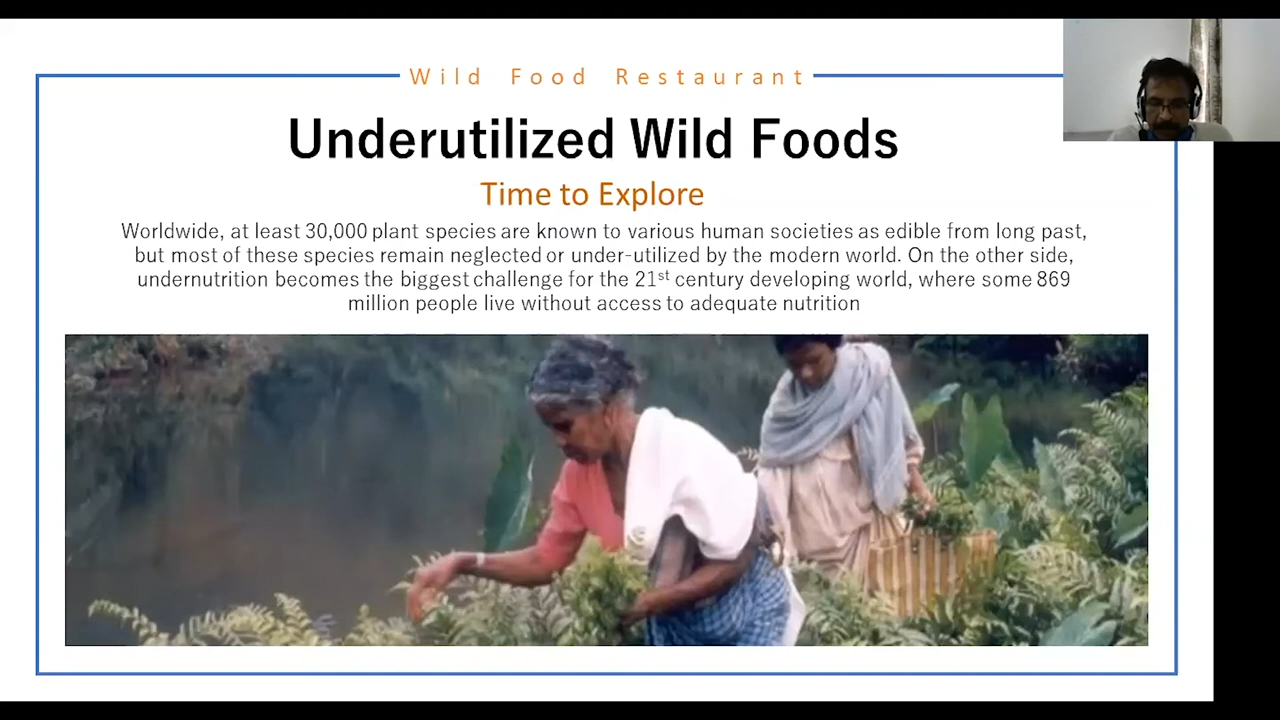 Wild Food Restaurant
Underutilized Wild Foods
Time to Explore
Worldwide, at least 30,000 plant species are known to various human societies as edible from long past,
but most of these species remain neglected or under-utilized by the modern world. On the other side,
undernutrition becomes the biggest challenge for the 21st century developing world, where some 869
million people live without access to adequate nutrition